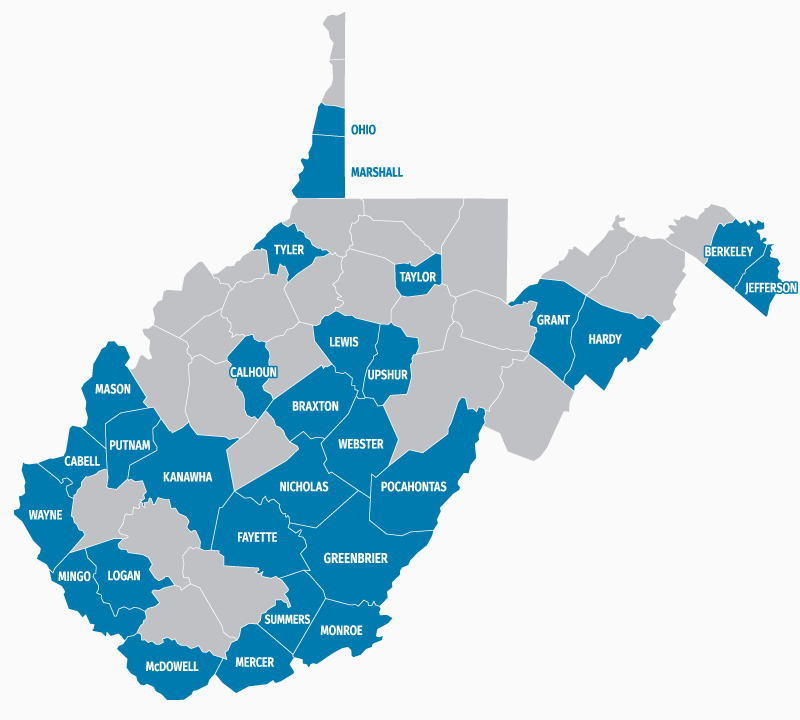 OHIO
MARSHALL
TYLER
BERKELEY
TAYLOR
JEFFERSON
GRANT
HARDY
LEWIS
CALHOUN
UPSHUR
MASON
BRAXTON
PUTNAM
WEBSTER
CABELL
KANAWHA
NICHOLAS
POCAHONTAS
WAYNE
FAYETTE
GREENBRIER
MINGO
LOGAN
SUMMERS
MONROE
McDOWELL
MERCER